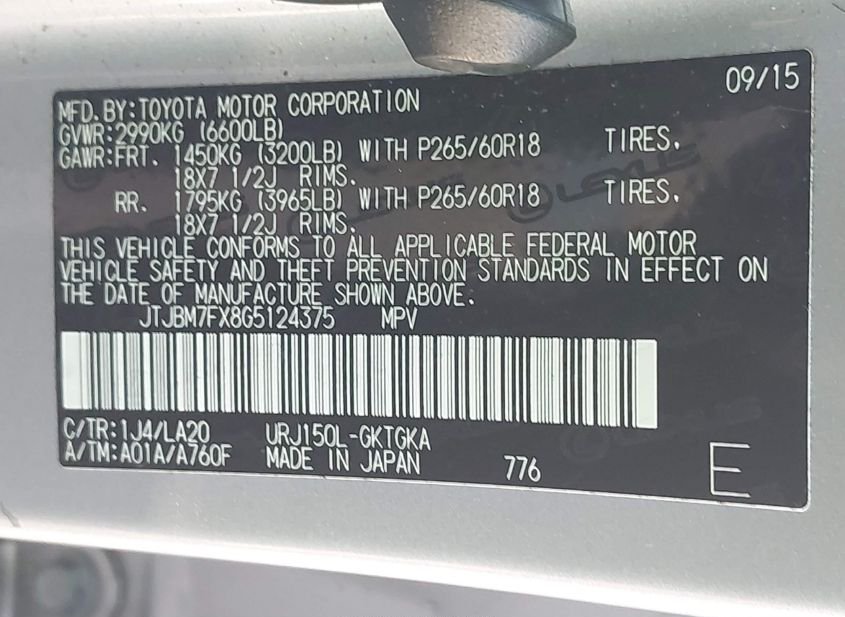 09/15
MFD.BY:TOYOTA MOTOR CORPORATION
GVWR:2990KG (6600LB)
GAWR:FRT. 1450KG (3200LB) WITH P265/60R18 TIRES.
18X7 1/2J RIMS.
RR. 1795KG (3965LB) WITH P265/60R18 TIRES.
18X7 1/2J RIMS.
THIS VEHICLE CONFORMS TO ALL APPLICABLE FEDERAL MOTOR
VEHICLE SAFETY AND THEFT PREVENTION STANDARDS IN EFFECT ON
THE DATE OF MANUFACTURE SHOWN ABOVE.
JTJBM7FX8G5124375 MPV
C/TR:1J4/LA20 URJ150L-GKTGKA
A/TM:A01A/A760F MADE IN JAPAN 776
E